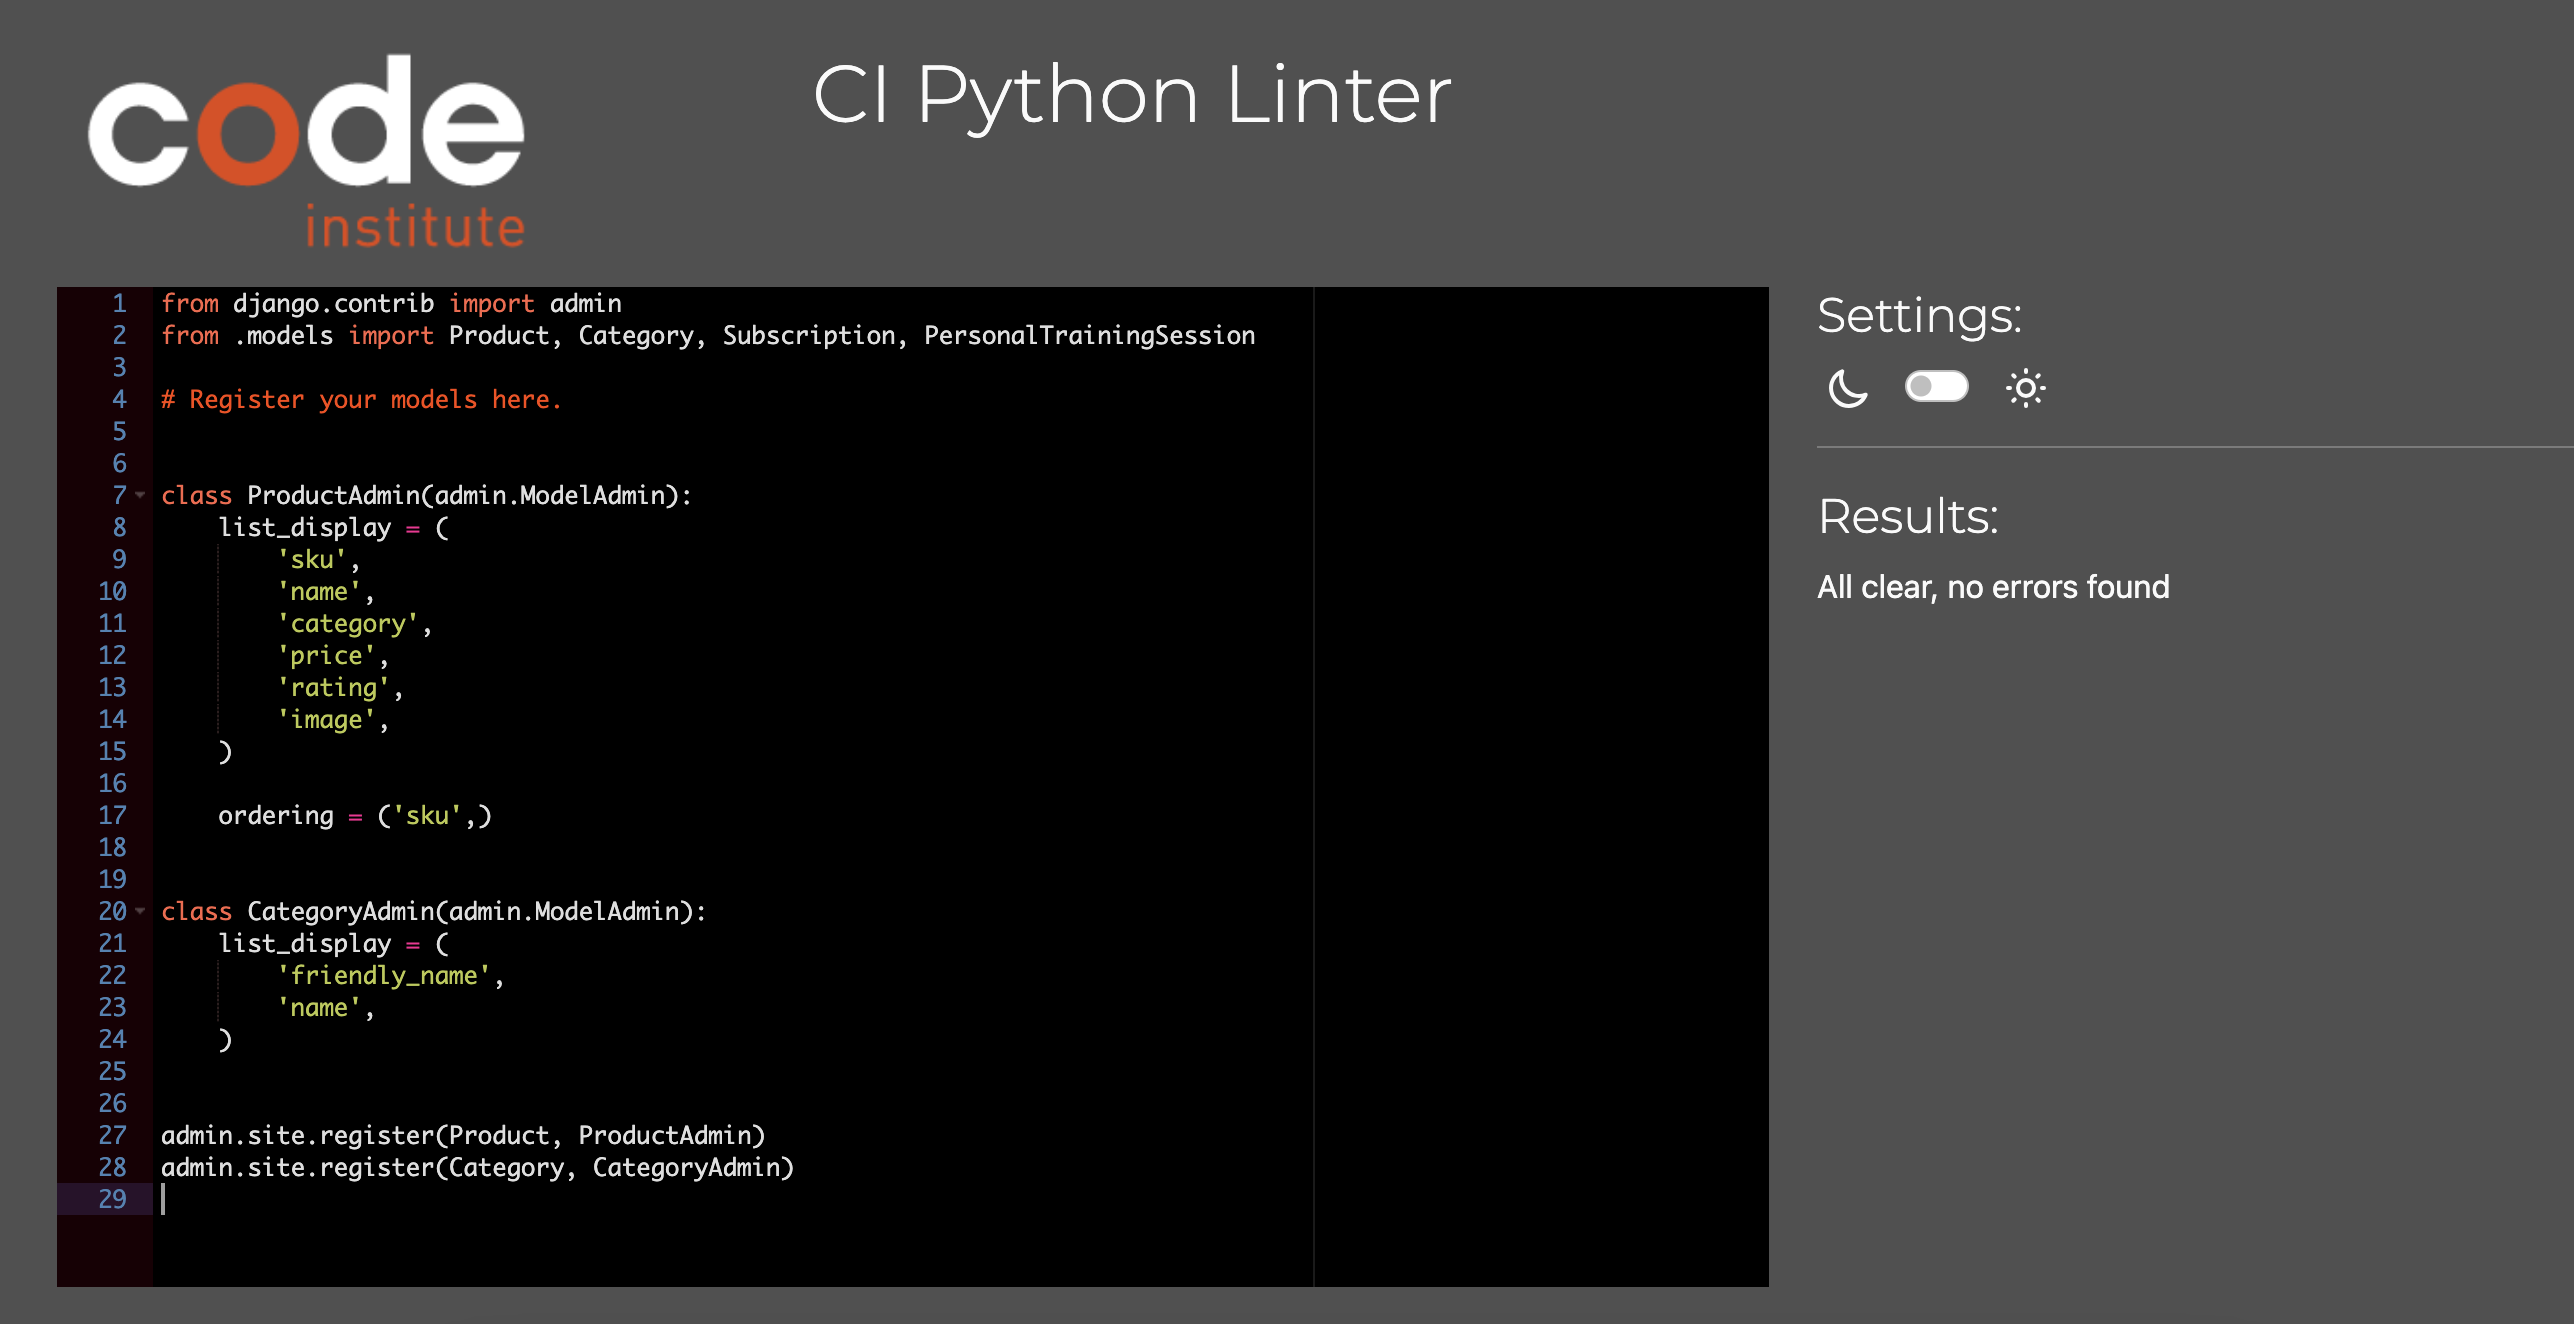 code
institute
CI Python Linter
1 from django.contrib import admin
2 from .models import Product, Category, Subscription, PersonalTrainingSession
3
4 # Register your models here.
5
6
7 class ProductAdmin(admin.ModelAdmin):
8     list_display = (
9         'sku',
10         'name',
11         'category',
12         'price',
13         'rating',
14         'image',
15     )
16
17     ordering = ('sku',)
18
19
20 class CategoryAdmin(admin.ModelAdmin):
21     list_display = (
22         'friendly_name',
23         'name',
24     )
25
26
27 admin.site.register(Product, ProductAdmin)
28 admin.site.register(Category, CategoryAdmin)
29
Settings:
Results:
All clear, no errors found